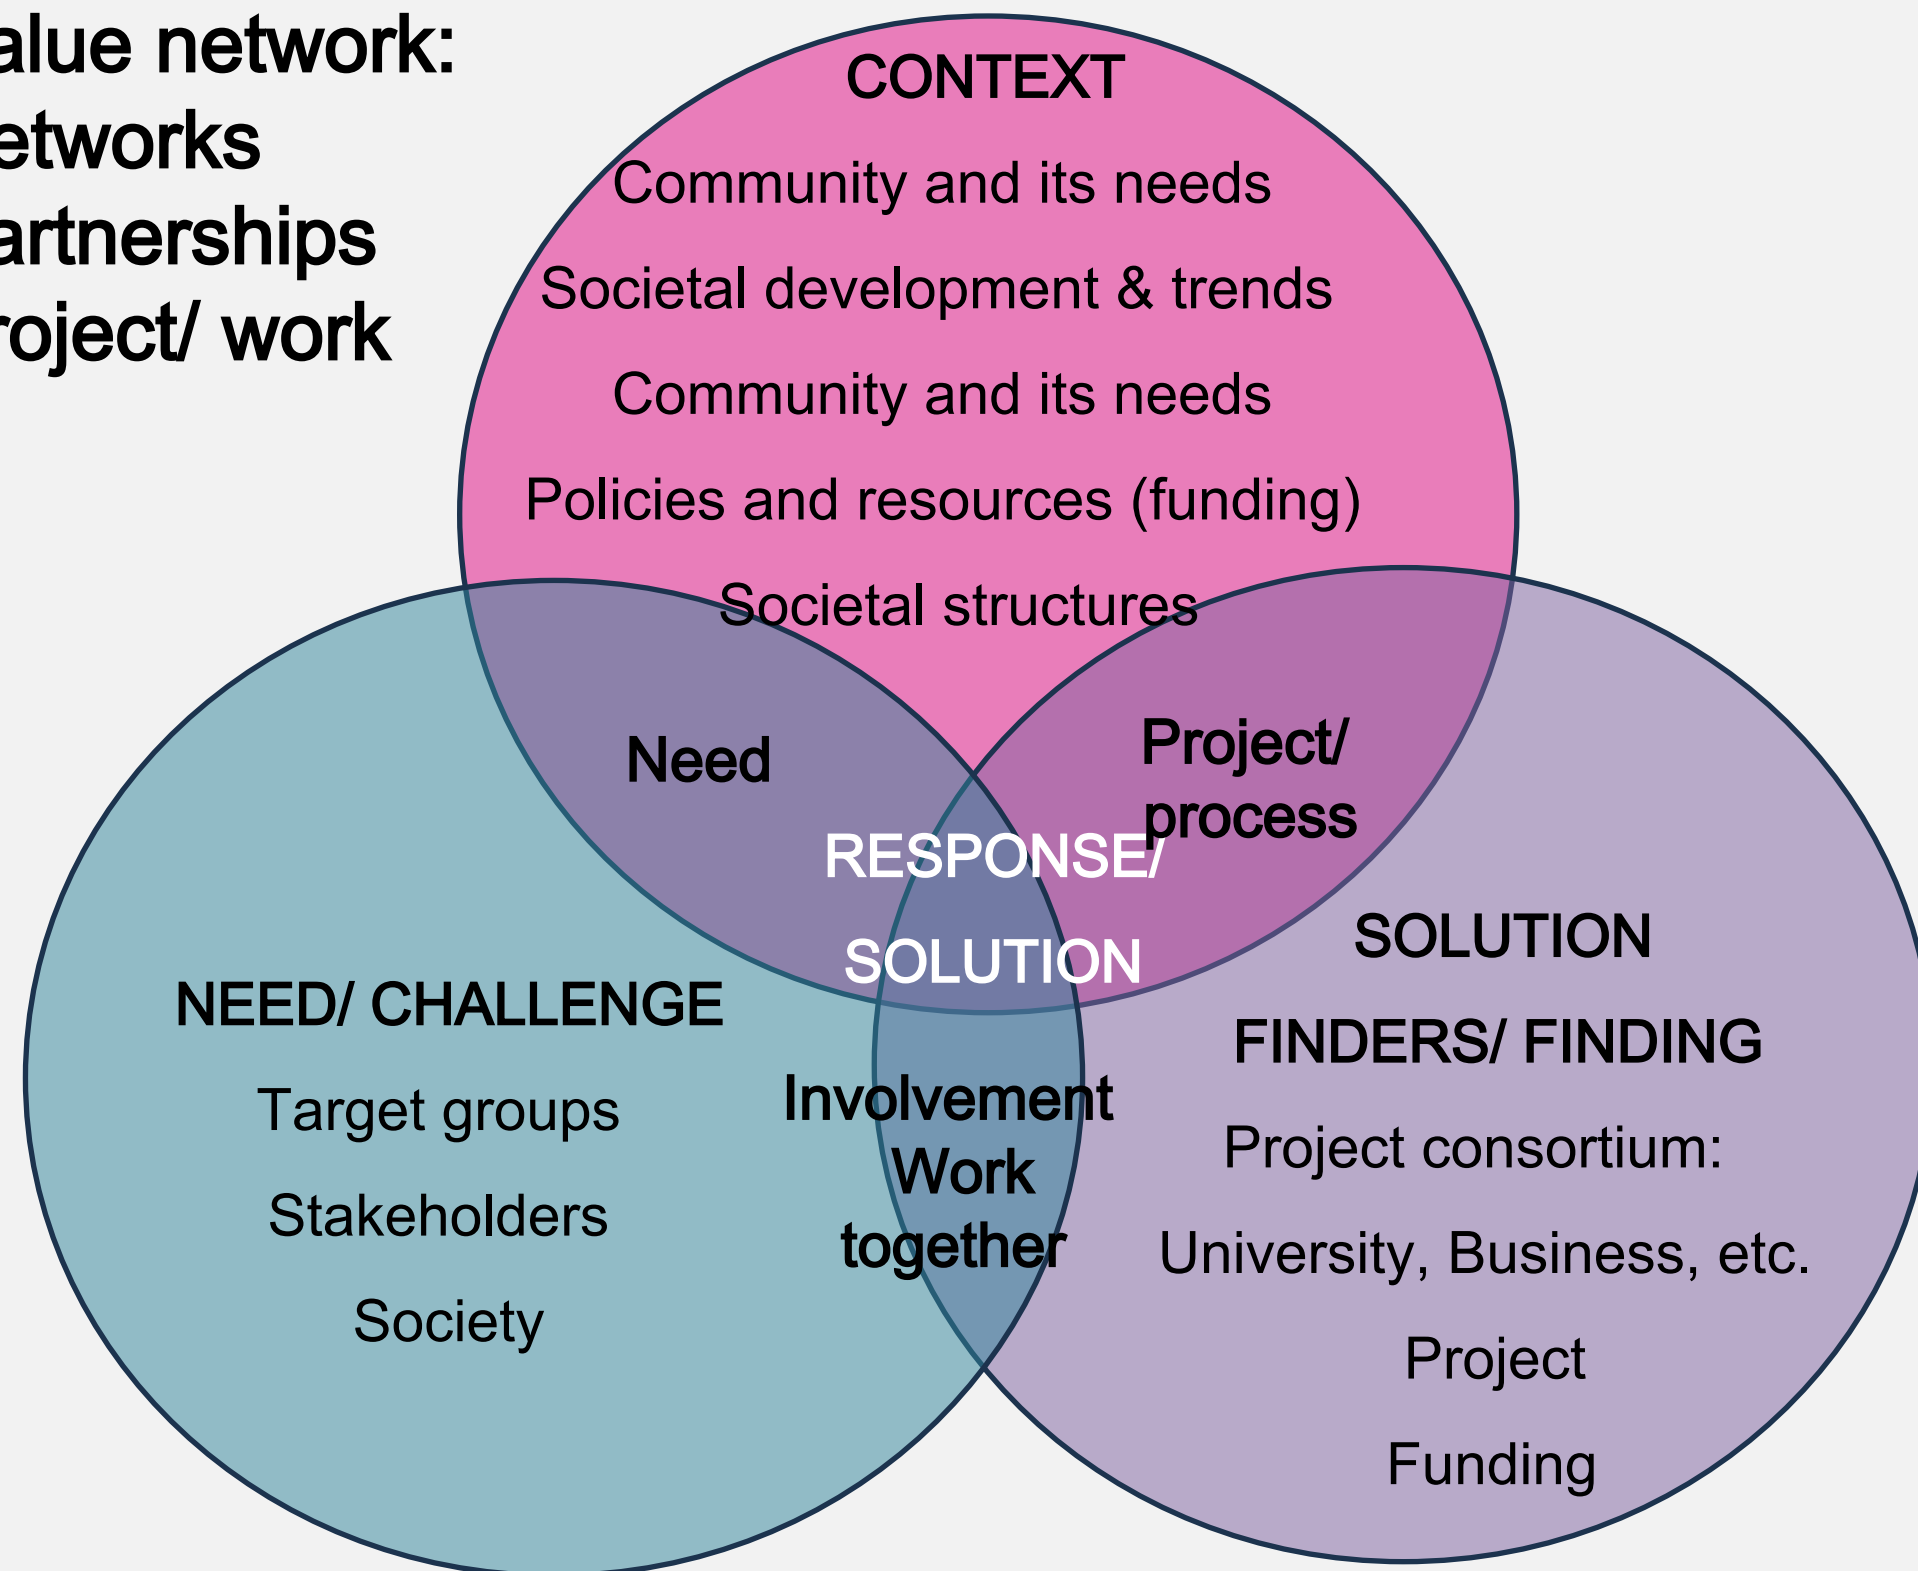 alue network:
etworks
artnerships
roject/ work
CONTEXT
Community and its needs
Societal development & trends
Community and its needs
Policies and resources (funding)
Societal structures
Need
Project/
process
RESPONSE/
SOLUTION
NEED/ CHALLENGE
Target groups
Stakeholders
Society
Involvement
Work
together
SOLUTION
FINDERS/ FINDING
Project consortium:
University, Business, etc.
Project
Funding